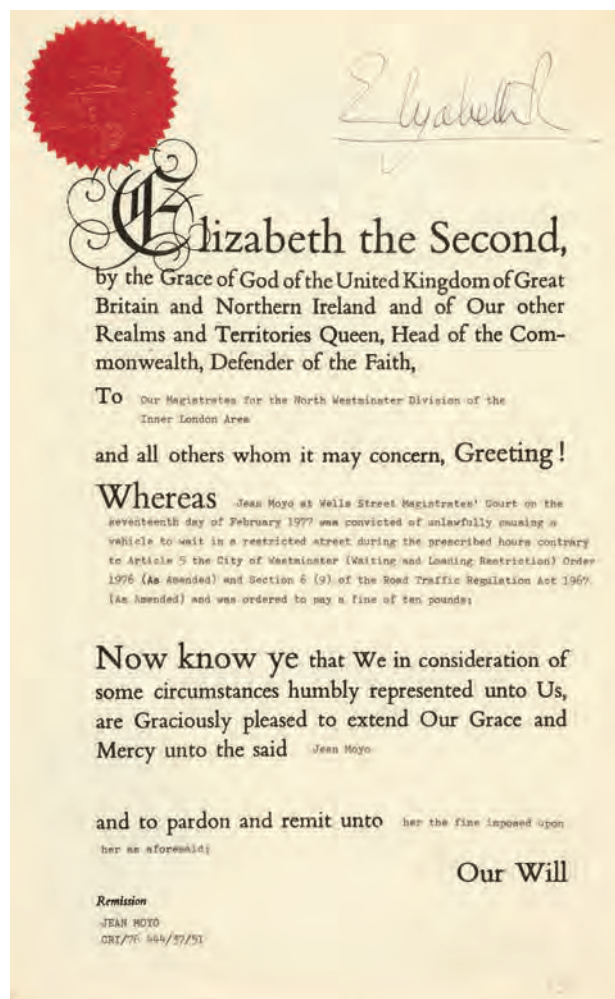 Elizabeth R
Elizabeth the Second,
by the Grace of God of the United Kingdom of Great
Britain and Northern Ireland and of Our other
Realms and Territories Queen, Head of the Com-
monwealth, Defender of the Faith,
To Our Magistrates for the North Westminster Division of the
Inner London Area
and all others whom it may concern, Greeting!
Whereas Jean Moyo at Wells Street Magistrates' Court on the
seventeenth day of February 1977 was convicted of unlawfully causing a
vehicle to wait in a restricted street during the prescribed hours contrary
to Article 5 the City of Westminster (Waiting and Loading Restriction) Order
1976 (As Amended) and Section 6 (9) of the Road Traffic Regulation Act 1967
(As Amended) and was ordered to pay a fine of ten pounds;
Now know ye that We in consideration of
some circumstances humbly represented unto Us,
are Graciously pleased to extend Our Grace and
Mercy unto the said Jean Moyo
and to pardon and remit unto her the fine imposed upon
her as aforesaid;
Our Will
Remission
JEAN MOYO
CRI/76 444/37/51